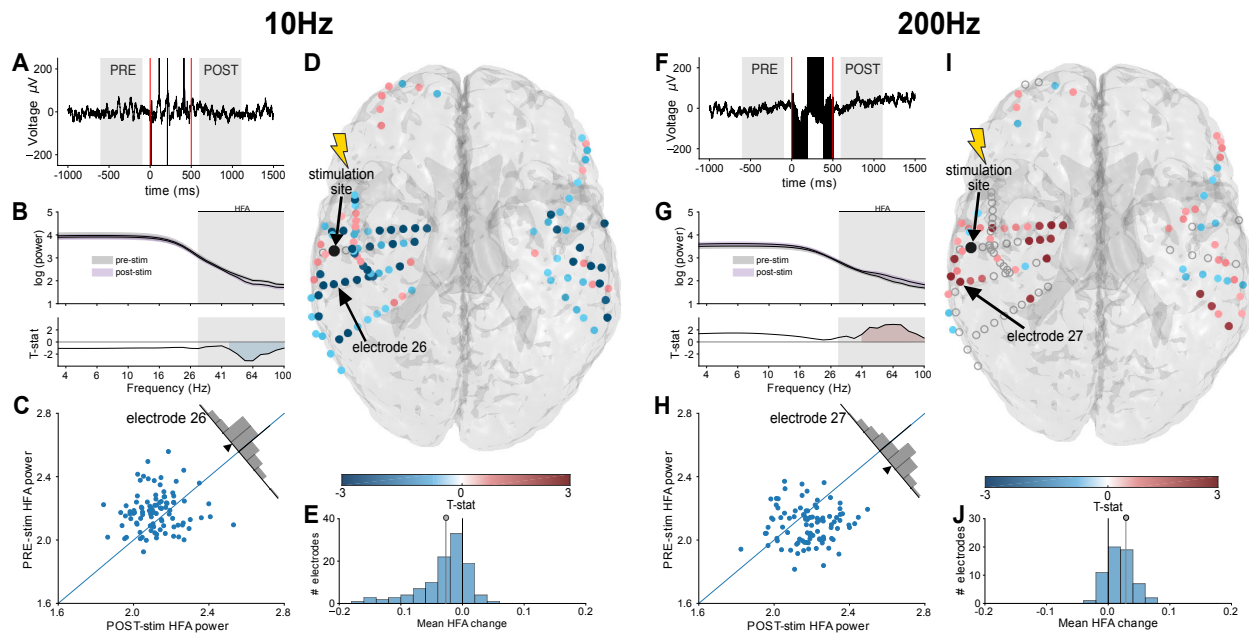 10Hz
200Hz
A
Voltage μV
200
0
−200
PRE
POST
-1000
-500
0
500
1000
1500
time (ms)
B
log (power)
5
4
3
2
1
HFA
pre-stim
post-stim
T-stat
2
0
-2
4
6
10
16
26
41
64
100
Frequency (Hz)
C
PRE-stim HFA power
2.8
2.4
2.0
1.6
electrode 26
1.6
2.0
2.4
2.8
POST-stim HFA power
D
stimulation
site
electrode 26
-3
0
3
T-stat
E
# electrodes
40
20
0
−0.2
0.1
0.0
0.1
0.2
Mean HFA change
F
Voltage μV
200
0
−200
PRE
POST
-1000
-500
0
500
1000
1500
time (ms)
G
log (power)
5
4
3
2
1
HFA
pre-stim
post-stim
T-stat
2
0
-2
4
6
10
16
26
41
64
100
Frequency (Hz)
H
PRE-stim HFA power
2.8
2.4
2.0
1.6
electrode 27
1.6
2.0
2.4
2.8
POST-stim HFA power
I
stimulation
site
electrode 27
-3
0
3
T-stat
J
# electrodes
30
20
10
0
-0.2
-0.1
0.0
0.1
0.2
Mean HFA change